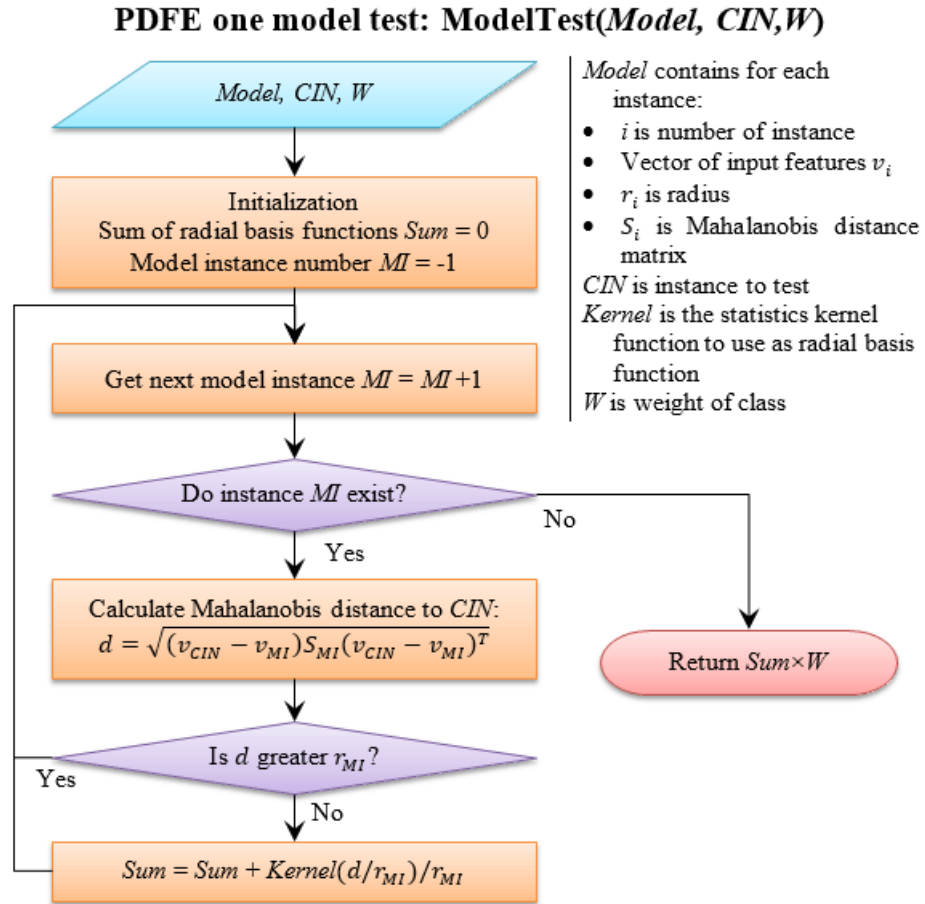 PDFE one model test: ModelTest(Model, CIN,W)
Model, CIN, W
Initialization
Sum of radial basis functions Sum = 0
Model instance number MI = -1
Get next model instance MI = MI+1
Do instance MI exist?
No
Yes
Calculate Mahalanobis distance to CIN:
d = √((v_CIN − v_MI)S_MI(v_CIN − v_MI)^T)
Return Sum×W
Is d greater r_MI?
Yes
No
Sum = Sum + Kernel(d/r_MI)/r_MI
Model contains for each
instance:
• i is number of instance
• Vector of input features v_i
• r_i is radius
• S_i is Mahalanobis distance
matrix
CIN is instance to test
Kernel is the statistics kernel
function to use as radial basis
function
W is weight of class